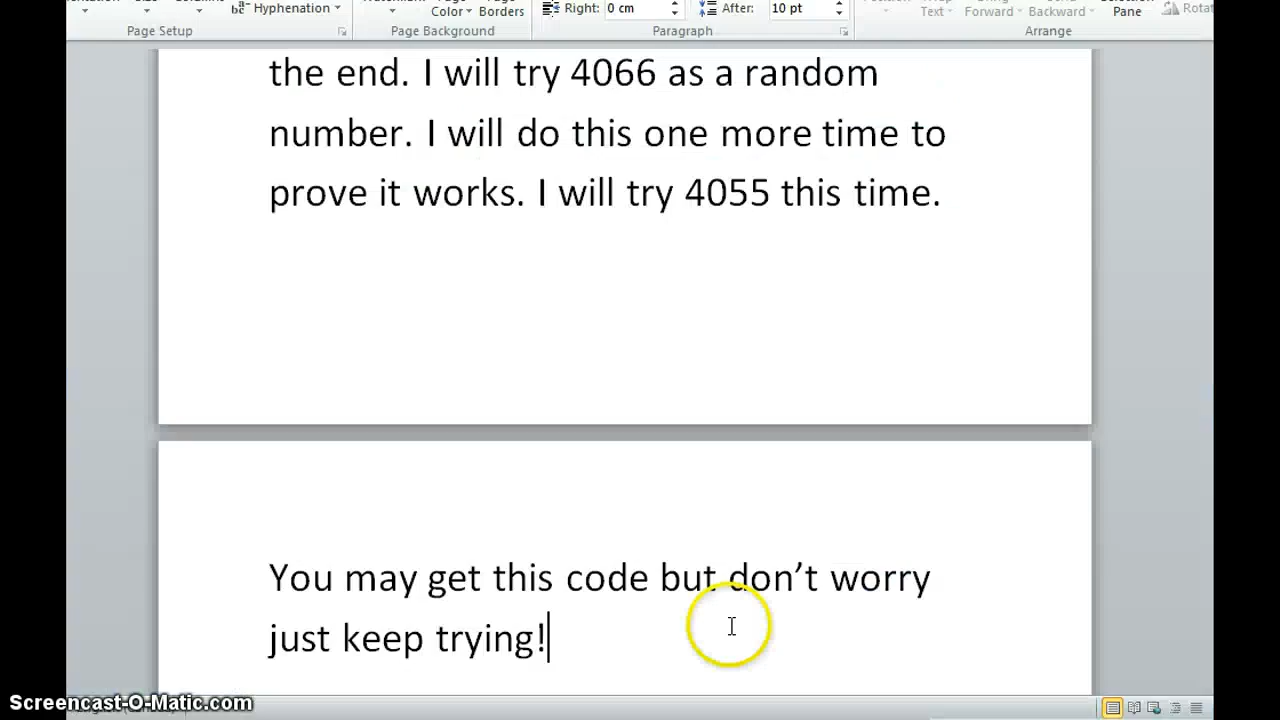 Hyphenation
Color
Borders
Right: 0 cm
After: 10 pt
Text
Forward
Backward
Pane
Page Setup
Page Background
Paragraph
Arrange
the end. I will try 4066 as a random
number. I will do this one more time to
prove it works. I will try 4055 this time.
You may get this code but don’t worry
just keep trying!
Screencast-O-Matic.com